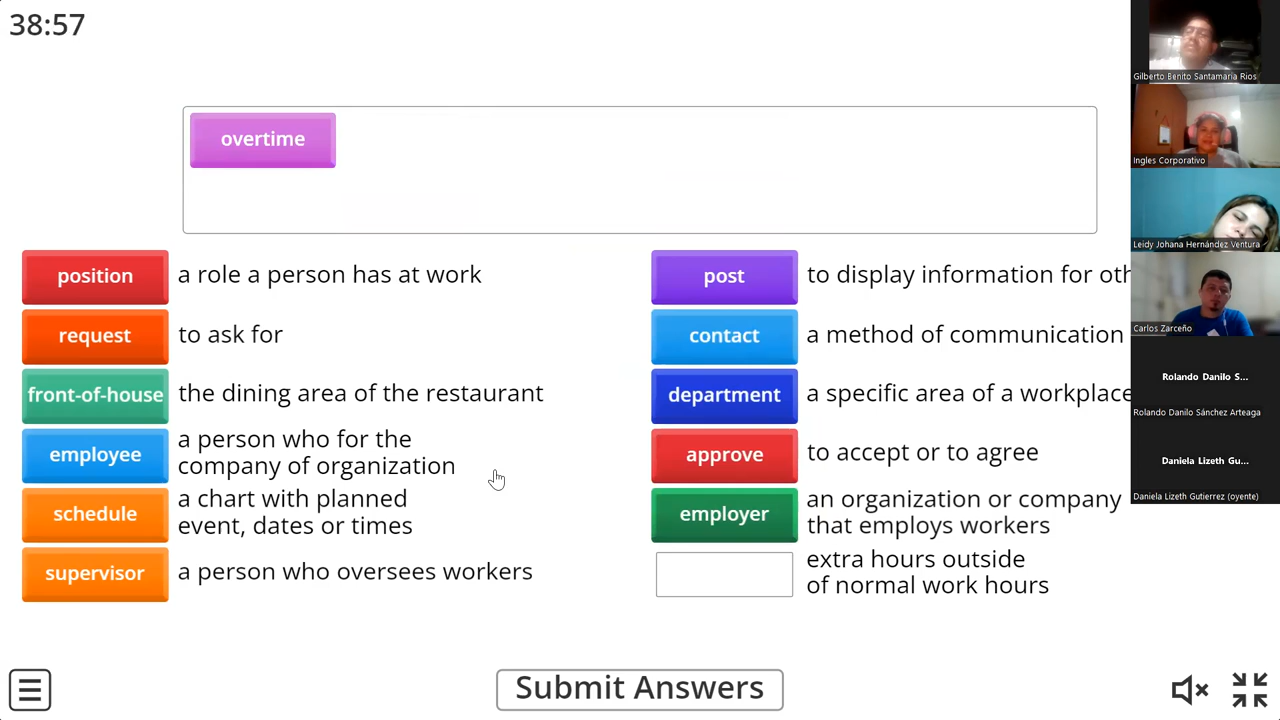 38:57
overtime
position a role a person has at work
request to ask for
front-of-house the dining area of the restaurant
employee a person who for the
company of organization
schedule a chart with planned
event, dates or times
supervisor a person who oversees workers
post to display information for oth
contact a method of communication
department a specific area of a workplace
approve to accept or to agree
employer an organization or company
that employs workers
extra hours outside
of normal work hours
Submit Answers
Gilberto Benito Santamaria Rios
Ingles Corporativo
Leidy Johana Hernández Ventura
Carlos Zarceño
Rolando Danilo S...
Rolando Danilo Sánchez Arteaga
Daniela Lizeth Gu...
Daniela Lizeth Gutierrez (oyente)